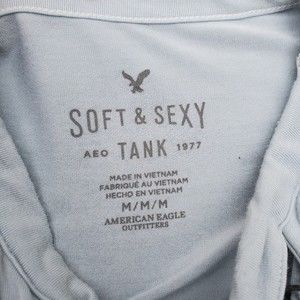 SOFT & SEXY
AEO TANK 1977
MADE IN VIETNAM
FABRIQUÉ AU VIETNAM
HECHO EN VIETNAM
M/M/M
AMERICAN EAGLE
OUTFITTERS